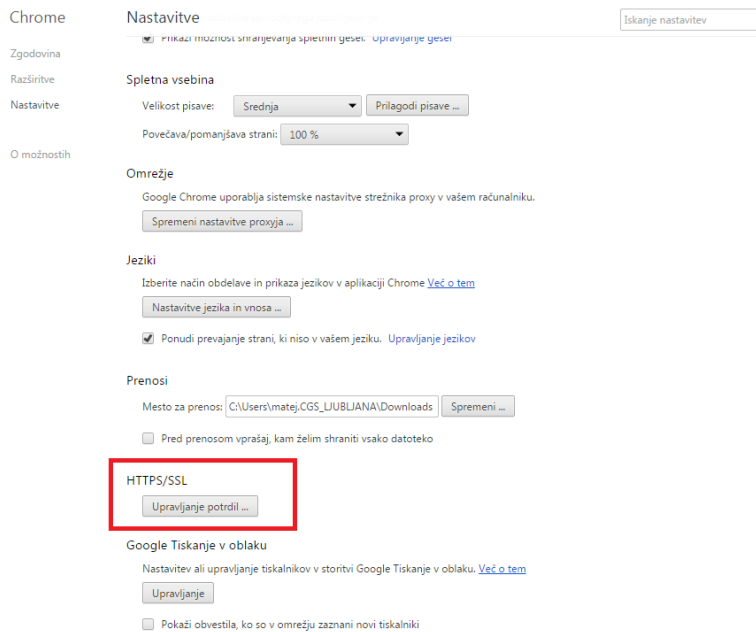 Chrome
Zgodovina
Razširitve
Nastavitve
O možnostih
Nastavitve
Iskanje nastavitev
Prikaži možnost shranjevanja spletnih gesel. Upravljanje gesel
Spletna vsebina
Velikost pisave: Srednja Prilagodi pisave ...
Povečava/pomanjšava strani: 100 %
Omrežje
Google Chrome uporablja sistemske nastavitve strežnika proxy v vašem računalniku.
Spremeni nastavitve proxyja ...
Jeziki
Izberite način obdelave in prikaza jezikov v aplikaciji Chrome Več o tem
Nastavitve jezika in vnosa ...
Ponudi prevajanje strani, ki niso v vašem jeziku. Upravljanje jezikov
Prenosi
Mesto za prenos: C:\Users\matej.CGS_LJUBLJANA\Downloads Spremeni ...
Pred prenosom vprašaj, kam želim shraniti vsako datoteko
HTTPS/SSL
Upravljanje potrdil ...
Google Tiskanje v oblaku
Nastavitev ali upravljanje tiskalnikov v storitvi Google Tiskanje v oblaku. Več o tem
Upravljanje
Pokaži obvestila, ko so v omrežju zaznani novi tiskalniki